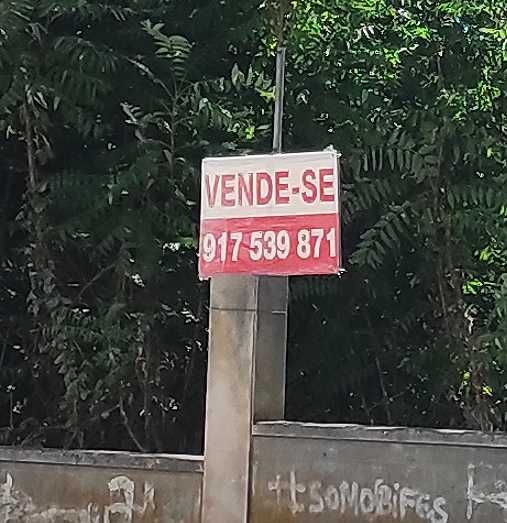 VENDE-SE
917 539 871
#SOMOBiFES